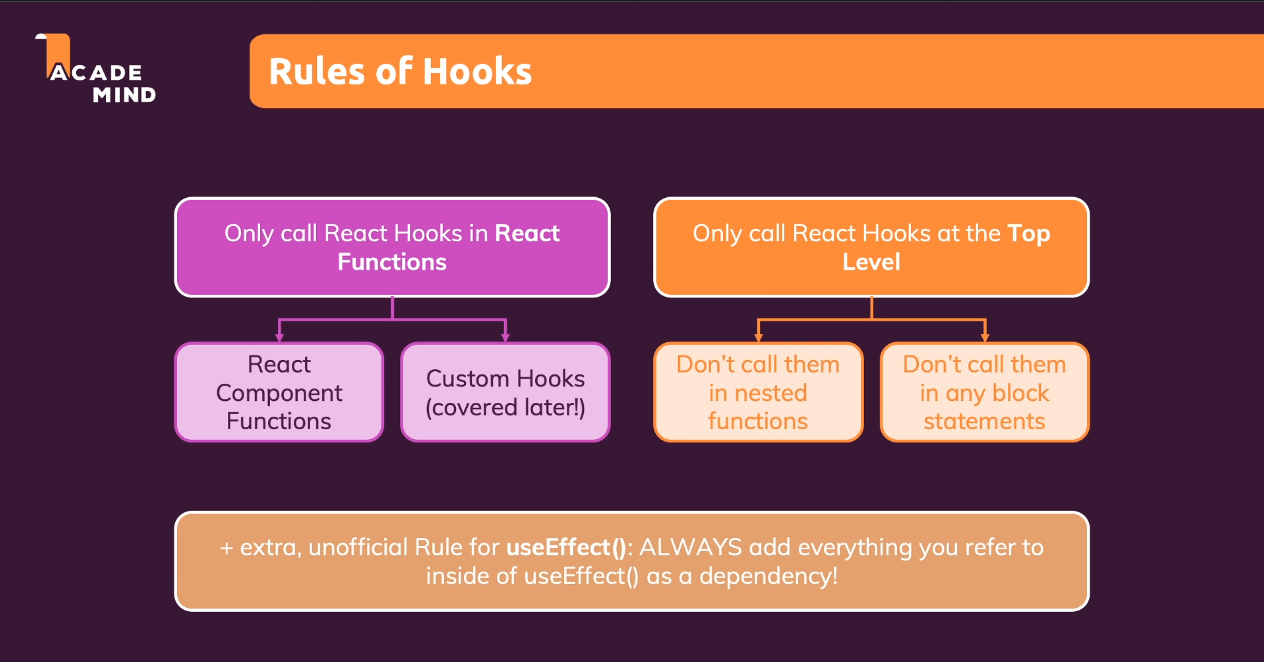 ACADE
MIND
Rules of Hooks
Only call React Hooks in React
Functions
Only call React Hooks at the Top
Level
React
Component
Functions
Custom Hooks
(covered later!)
Don’t call them
in nested
functions
Don’t call them
in any block
statements
+ extra, unofficial Rule for useEffect(): ALWAYS add everything you refer to
inside of useEffect() as a dependency!